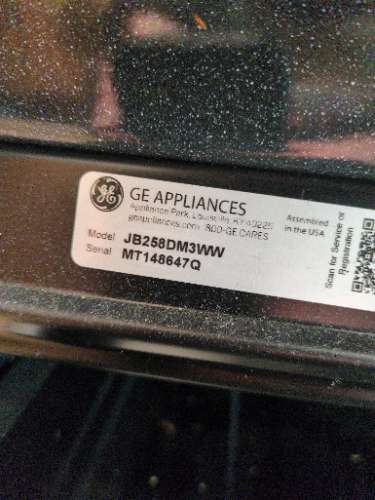 GE APPLIANCES
Appliance Park, Louisville, KY 40225
geappliances.com 800-GE CARES
Model JB258DM3WW
Serial MT148647Q
Assembled
in the USA
Scan for Service or
Registration